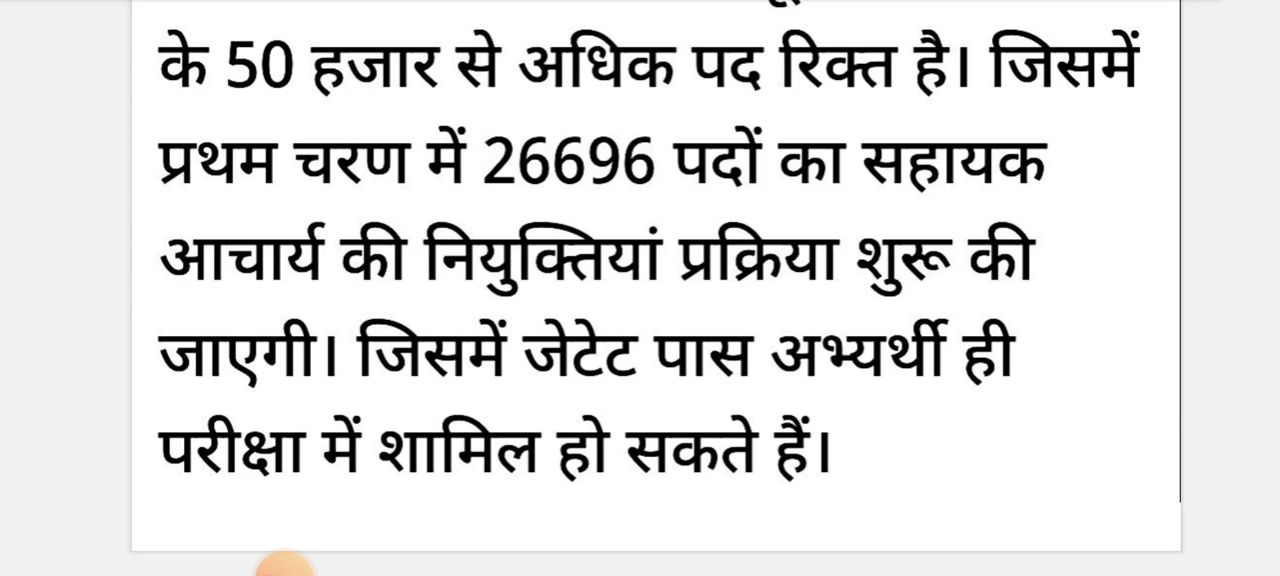 के 50 हजार से अधिक पद रिक्त है। जिसमें
प्रथम चरण में 26696 पदों का सहायक
आचार्य की नियुक्तियां प्रक्रिया शुरू की
जाएगी। जिसमें जेटेट पास अभ्यर्थी ही
परीक्षा में शामिल हो सकते हैं।